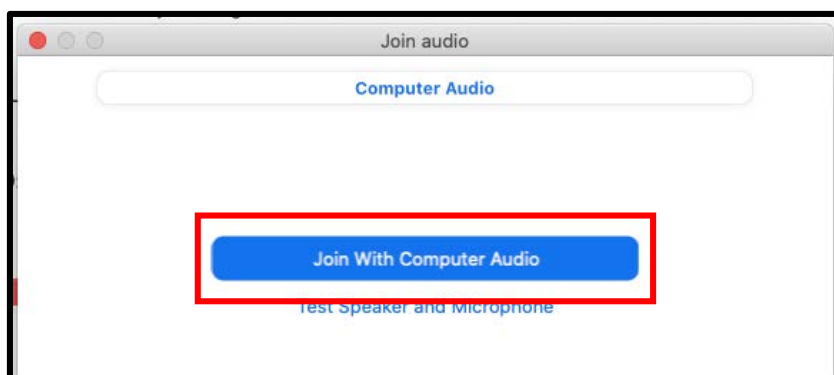 Join audio
Computer Audio
Join With Computer Audio
Test Speaker and Microphone